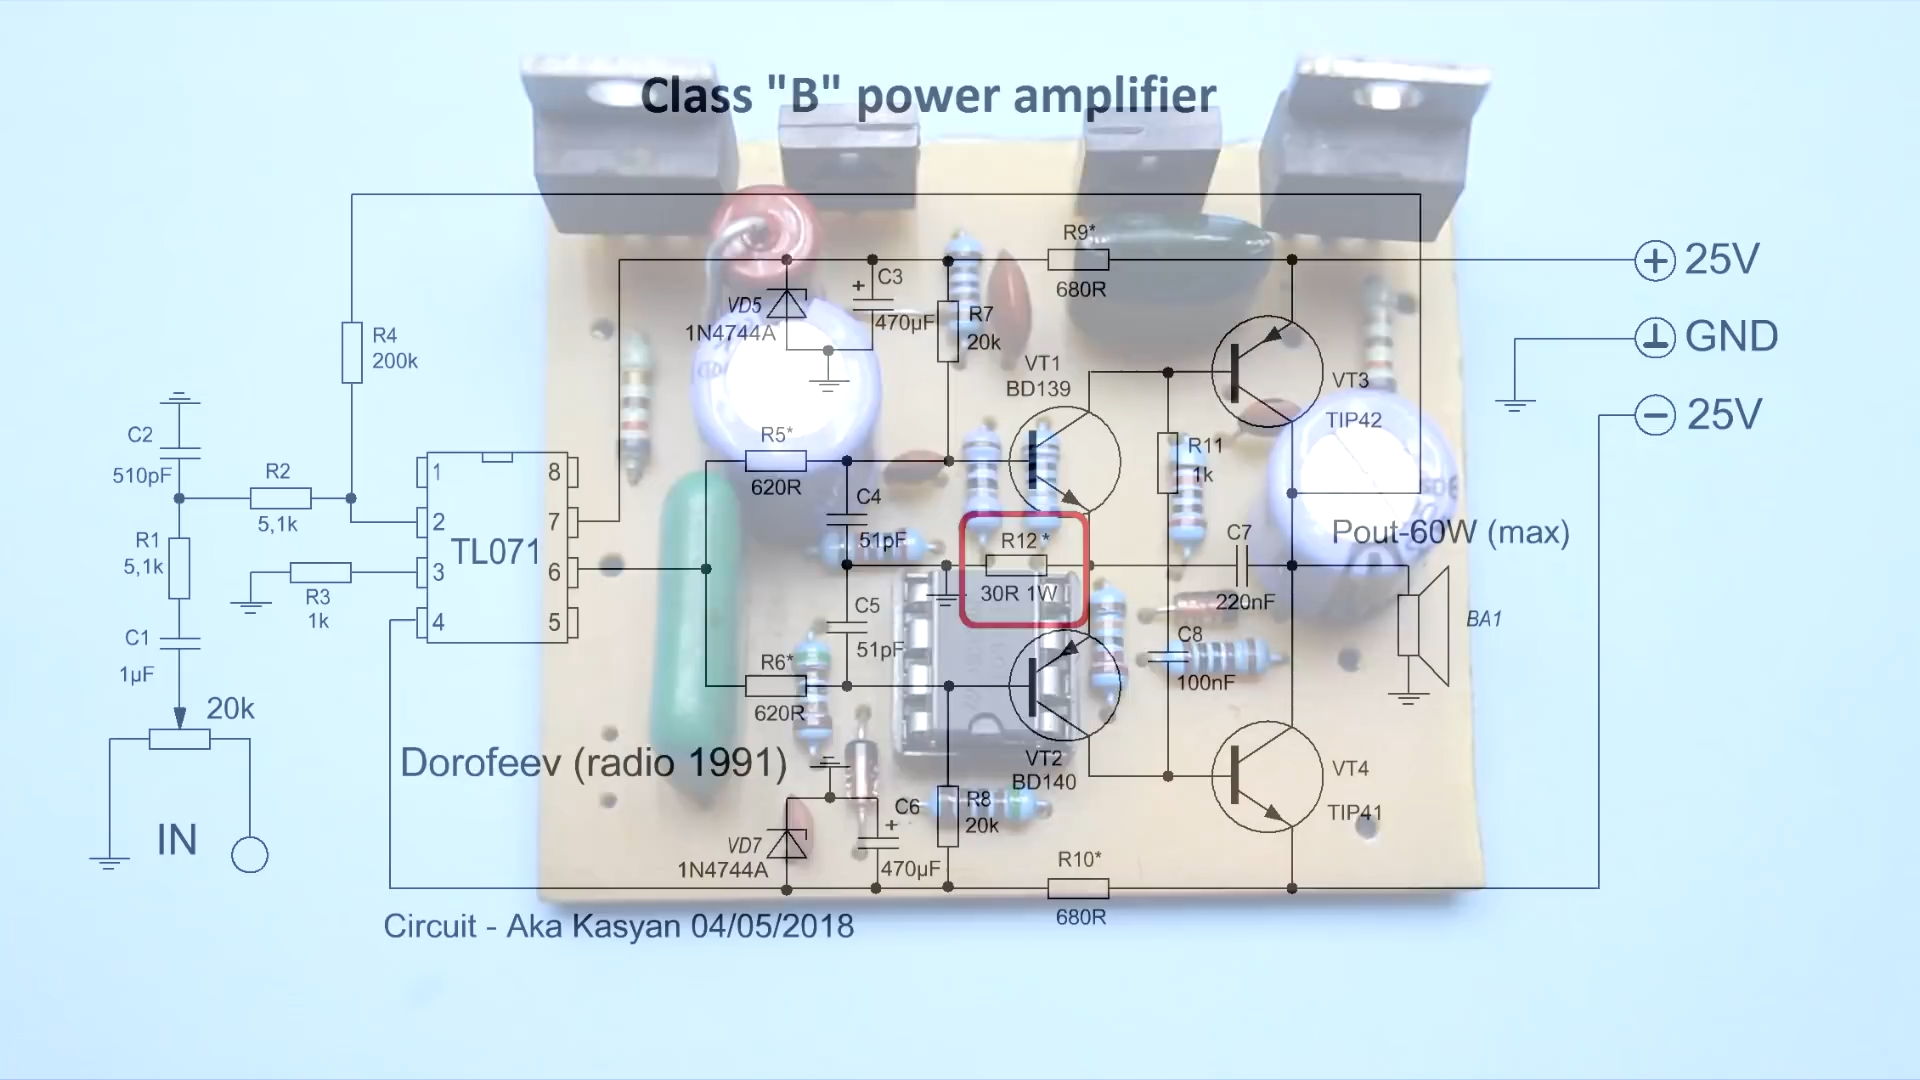 Class "B" power amplifier
R9*
680R
25V
GND
25V
VD5
1N4744A
C3
+
470µF
R7
20k
R4
200k
VT1
BD139
VT3
TIP42
C2
510pF
R2
5,1k
R5*
620R
R11
1k
C4
51pF
R12*
30R 1W
C7
220nF
Pout-60W (max)
1
2
3
4
8
7
6
5
TL071
R1
5,1k
R3
1k
C5
51pF
C8
100nF
BA1
C1
1µF
20k
R6*
620R
VT2
BD140
VT4
TIP41
Dorofeev (radio 1991)
IN
VD7
1N4744A
C6
+
470µF
R8
20k
R10*
680R
Circuit - Aka Kasyan 04/05/2018